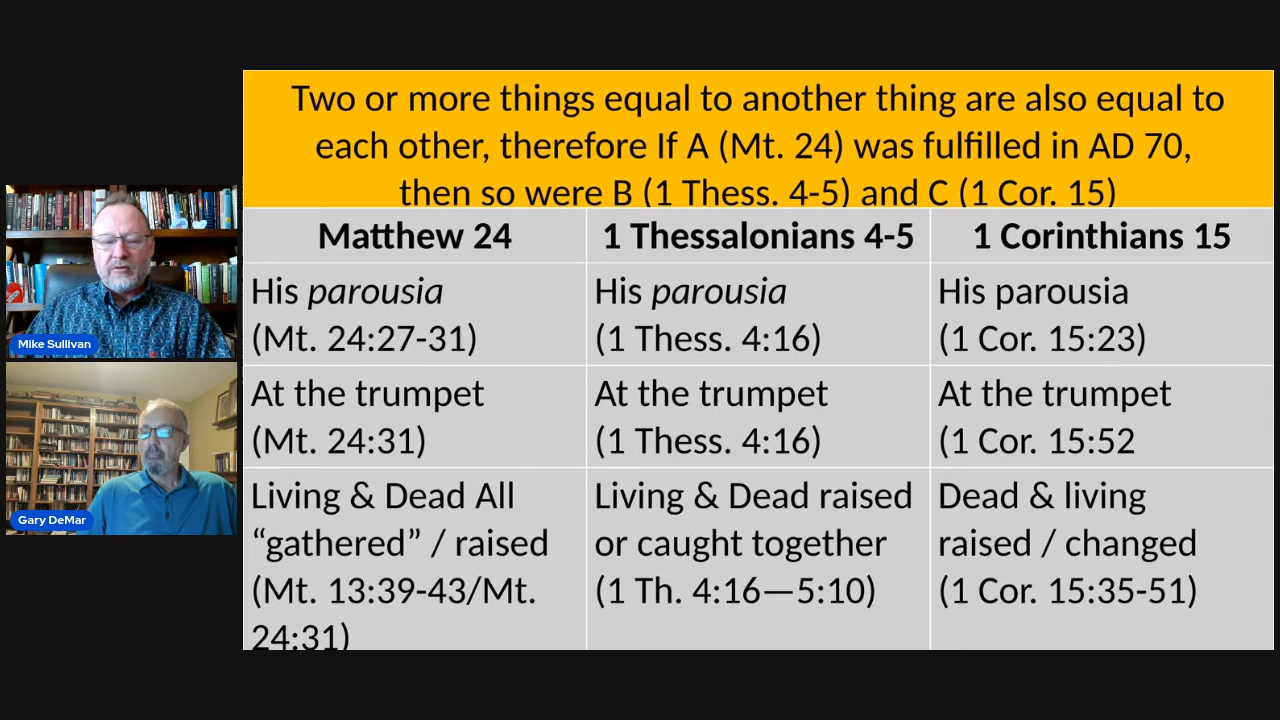 Two or more things equal to another thing are also equal to
each other, therefore If A (Mt. 24) was fulfilled in AD 70,
then so were B (1 Thess. 4-5) and C (1 Cor. 15)
Matthew 24
1 Thessalonians 4-5
1 Corinthians 15
His parousia
(Mt. 24:27-31)
His parousia
(1 Thess. 4:16)
His parousia
(1 Cor. 15:23)
At the trumpet
(Mt. 24:31)
At the trumpet
(1 Thess. 4:16)
At the trumpet
(1 Cor. 15:52
Living & Dead All
“gathered” / raised
(Mt. 13:39-43/Mt.
24:31)
Living & Dead raised
or caught together
(1 Th. 4:16—5:10)
Dead & living
raised / changed
(1 Cor. 15:35-51)
Mike Sullivan
Gary DeMar